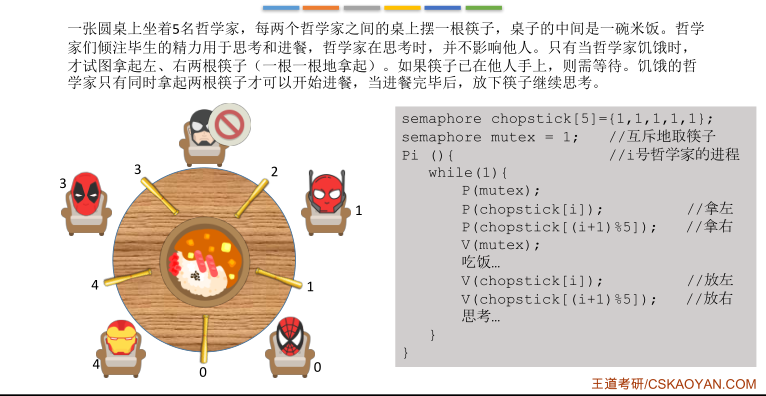 一张圆桌上坐着5名哲学家，每两个哲学家之间的桌上摆一根筷子，桌子的中间是一碗米饭。哲学
家们倾注毕生的精力用于思考和进餐，哲学家在思考时，并不影响他人。只有当哲学家饥饿时，
才试图拿起左、右两根筷子（一根一根地拿起）。如果筷子已在他人手上，则需等待。饥饿的哲
学家只有同时拿起两根筷子才可以开始进餐，当进餐完毕后，放下筷子继续思考。
3
3
2
1
4
1
4
0
0
semaphore chopstick[5]={1,1,1,1,1};
semaphore mutex = 1; //互斥地取筷子
Pi (){ //i号哲学家的进程
while(1){
P(mutex);
P(chopstick[i]); //拿左
P(chopstick[(i+1)%5]); //拿右
V(mutex);
吃饭…
V(chopstick[i]); //放左
V(chopstick[(i+1)%5]); //放右
思考…
}
}
王道考研/CSKAOYAN.COM